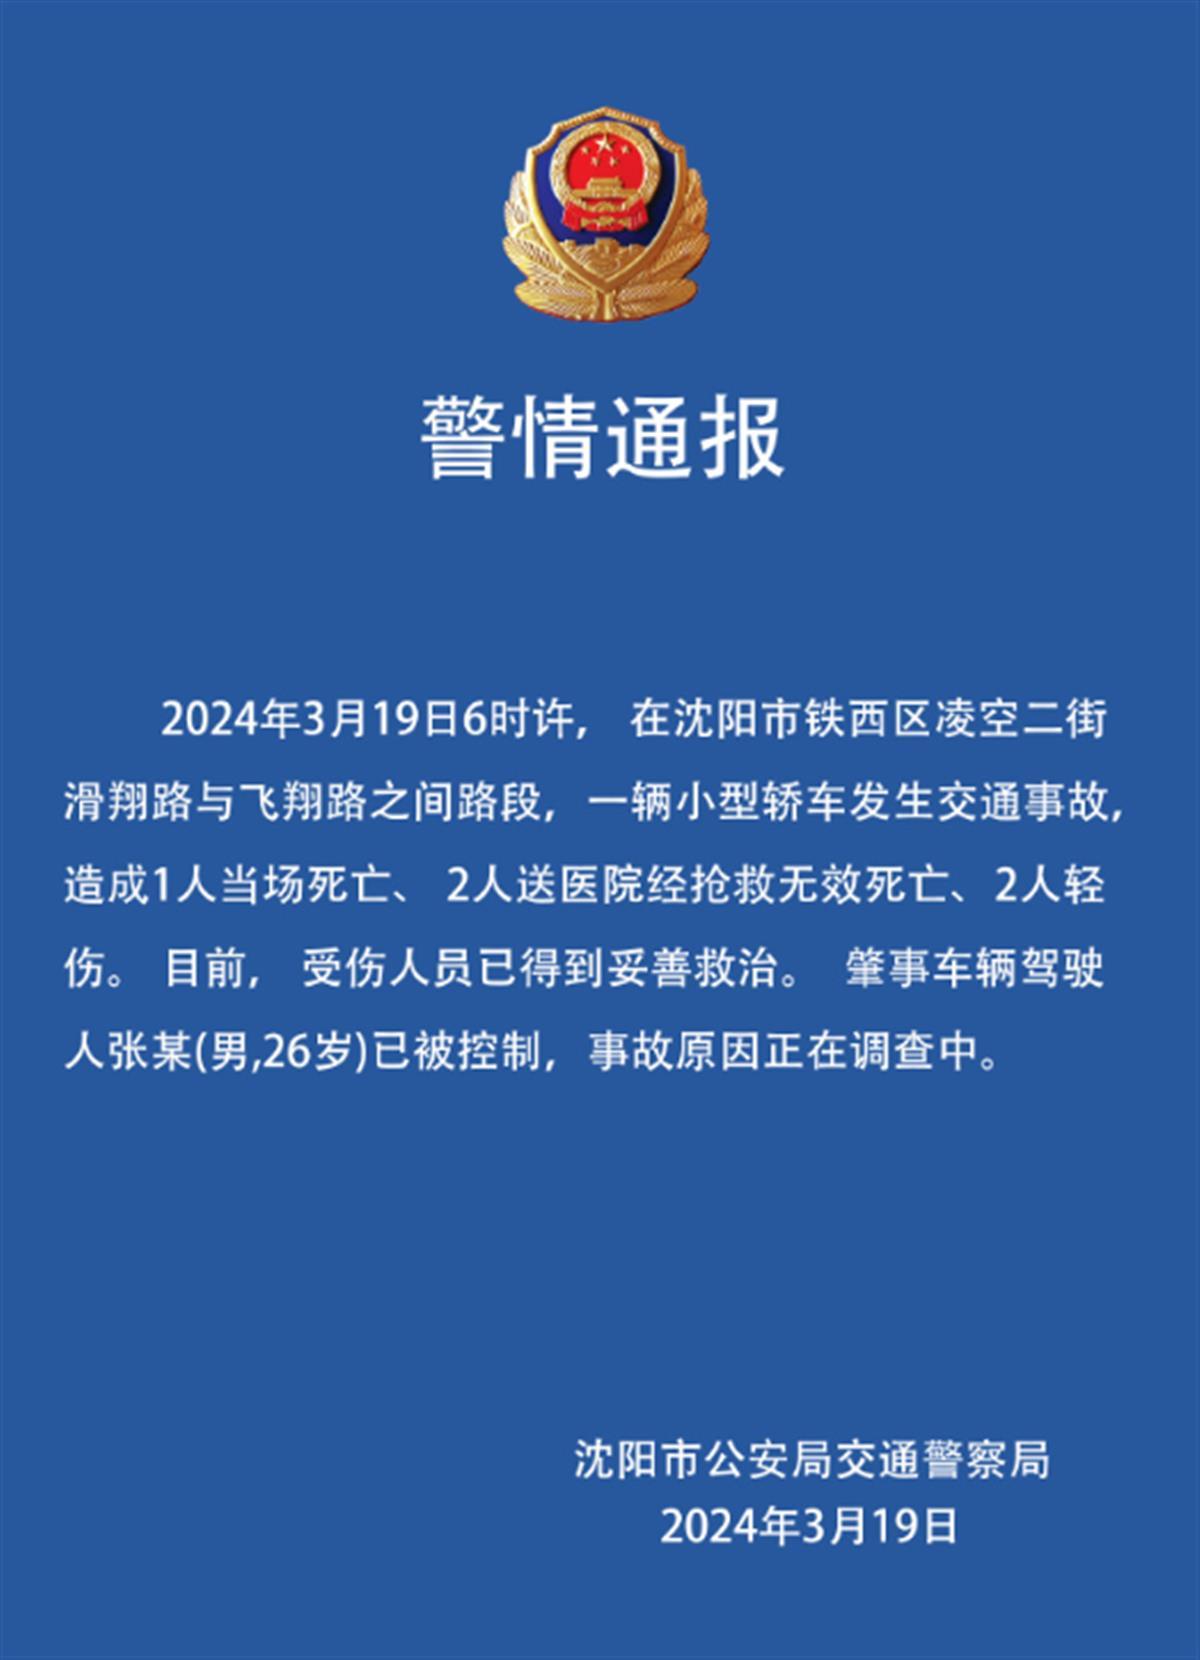 警情通报
2024年3月19日6时许， 在沈阳市铁西区凌空二街
滑翔路与飞翔路之间路段，一辆小型轿车发生交通事故，
造成1人当场死亡、 2人送医院经抢救无效死亡、2人轻
伤。 目前， 受伤人员已得到妥善救治。 肇事车辆驾驶
人张某(男,26岁)已被控制，事故原因正在调查中。
沈阳市公安局交通警察局
2024年3月19日